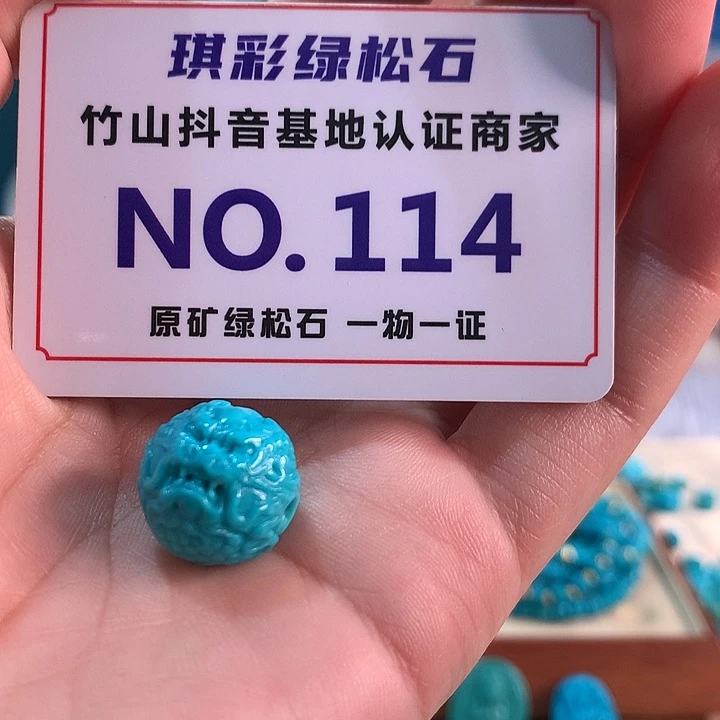 琪彩绿松石
竹山抖音基地认证商家
NO.114
原矿绿松石 一物一证